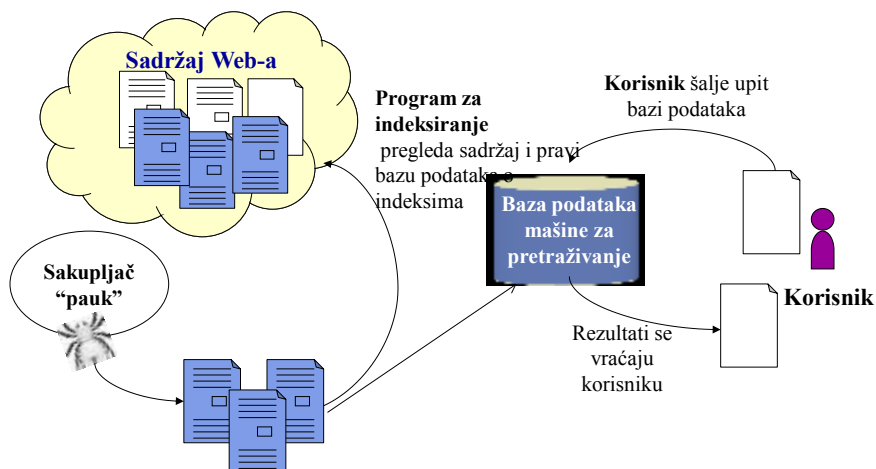 Sadržaj Web-a
Program za
indeksiranje
pregleda sadržaj i pravi
bazu podataka o
indeksima
Korisnik šalje upit
bazi podataka
Baza podataka
mašine za
pretraživanje
Sakupljač
“pauk”
Korisnik
Rezultati se
vraćaju
korisniku